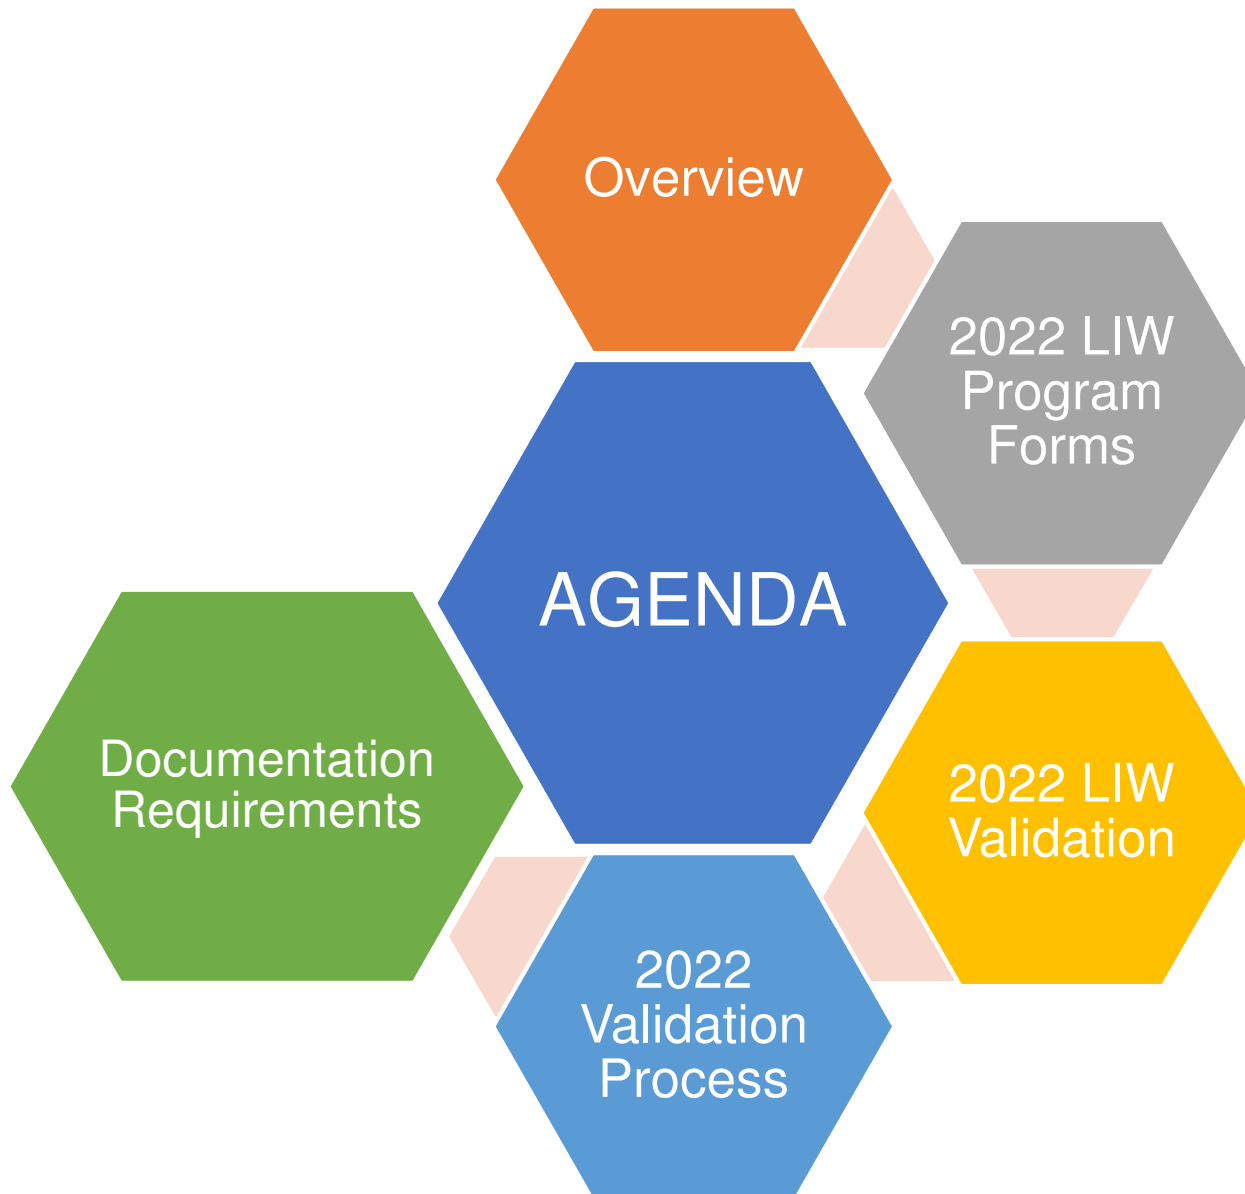 Overview
2022 LIW
Program
Forms
AGENDA
Documentation
Requirements
2022 LIW
Validation
2022
Validation
Process